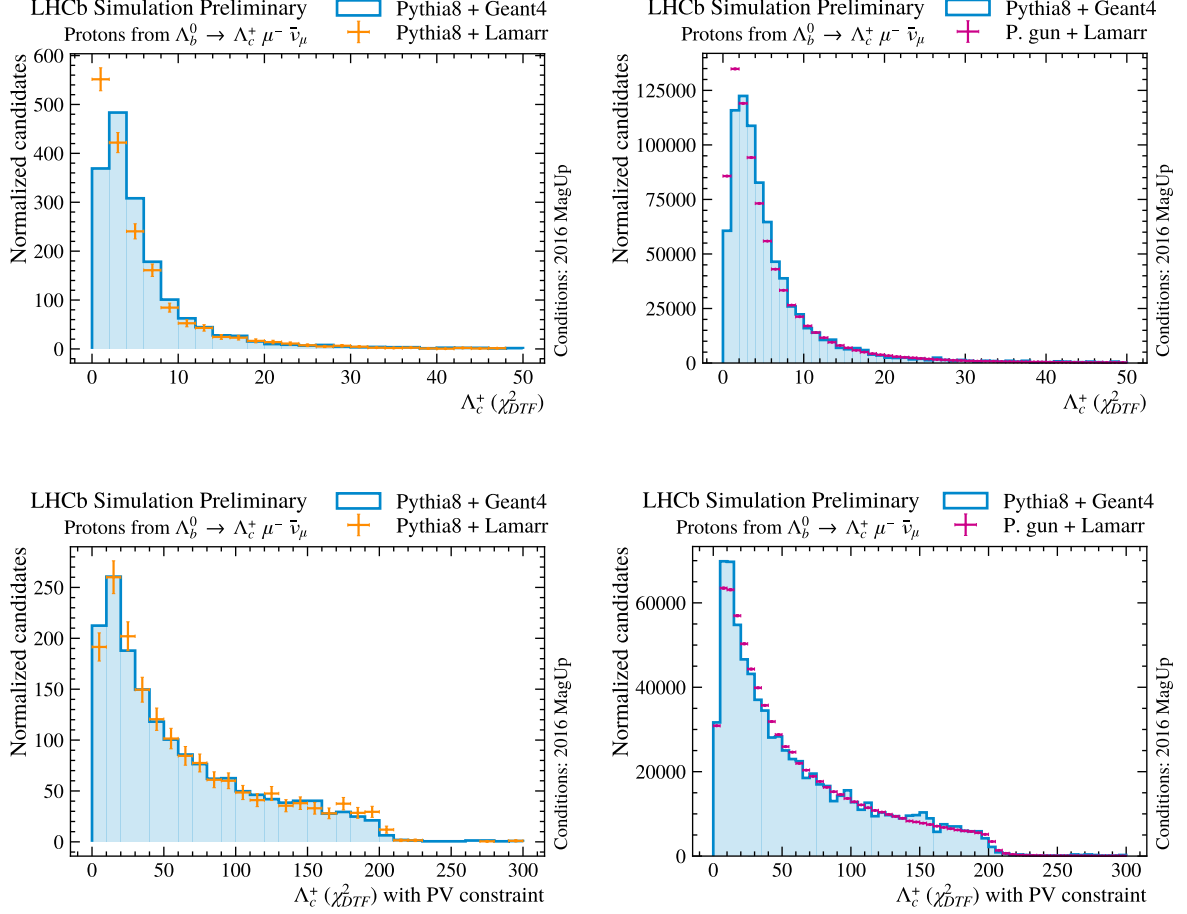 LHCb Simulation Preliminary
Protons from Λ_b^0 → Λ_c^+ μ^- ν̄_μ
Pythia8 + Geant4
Pythia8 + Lamarr
Normalized candidates
600
500
400
300
200
100
0
0 10 20 30 40 50
Λ_c^+ (χ²_DTF)
Conditions: 2016 MagUp
LHCb Simulation Preliminary
Protons from Λ_b^0 → Λ_c^+ μ^- ν̄_μ
Pythia8 + Geant4
P. gun + Lamarr
Normalized candidates
125000
100000
75000
50000
25000
0
0 10 20 30 40 50
Λ_c^+ (χ²_DTF)
Conditions: 2016 MagUp
LHCb Simulation Preliminary
Protons from Λ_b^0 → Λ_c^+ μ^- ν̄_μ
Pythia8 + Geant4
Pythia8 + Lamarr
Normalized candidates
250
200
150
100
50
0
0 50 100 150 200 250 300
Λ_c^+ (χ²_DTF) with PV constraint
Conditions: 2016 MagUp
LHCb Simulation Preliminary
Protons from Λ_b^0 → Λ_c^+ μ^- ν̄_μ
Pythia8 + Geant4
P. gun + Lamarr
Normalized candidates
60000
40000
20000
0
0 50 100 150 200 250 300
Λ_c^+ (χ²_DTF) with PV constraint
Conditions: 2016 MagUp